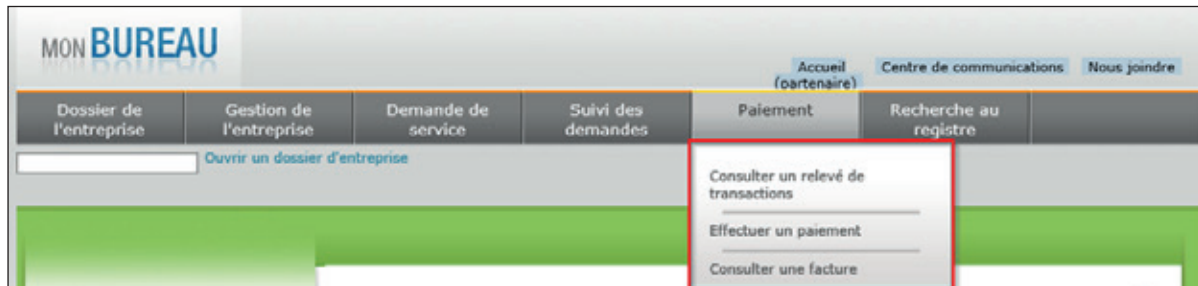 MON BUREAU
Accueil
(partenaire)
Centre de communications
Nous joindre
Dossier de
l'entreprise
Gestion de
l'entreprise
Demande de
service
Suivi des
demandes
Paiement
Recherche au
registre
Ouvrir un dossier d'entreprise
Consulter un relevé de
transactions
Effectuer un paiement
Consulter une facture